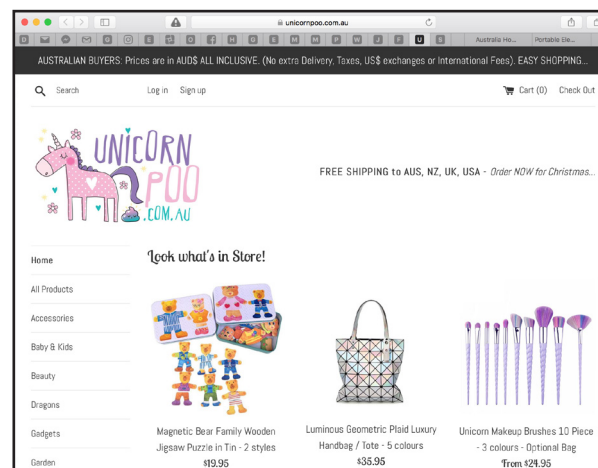 unicornpoo.com.au
Australia Ho...
Portable Ele...
AUSTRALIAN BUYERS: Prices are in AUD$ ALL INCLUSIVE. (No extra Delivery, Taxes, US$ exchanges or International Fees). EASY SHOPPING...
Search
Log in Sign up
Cart (0) Check Out
UNICORN
POO
.COM.AU
FREE SHIPPING to AUS, NZ, UK, USA - Order NOW for Christmas...
Home
All Products
Accessories
Baby & Kids
Beauty
Dragons
Gadgets
Garden
Look what's in Store!
Magnetic Bear Family Wooden
Jigsaw Puzzle in Tin - 2 styles
$19.95
Luminous Geometric Plaid Luxury
Handbag / Tote - 5 colours
$35.95
Unicorn Makeup Brushes 10 Piece
- 3 colours - Optional Bag
From $24.95